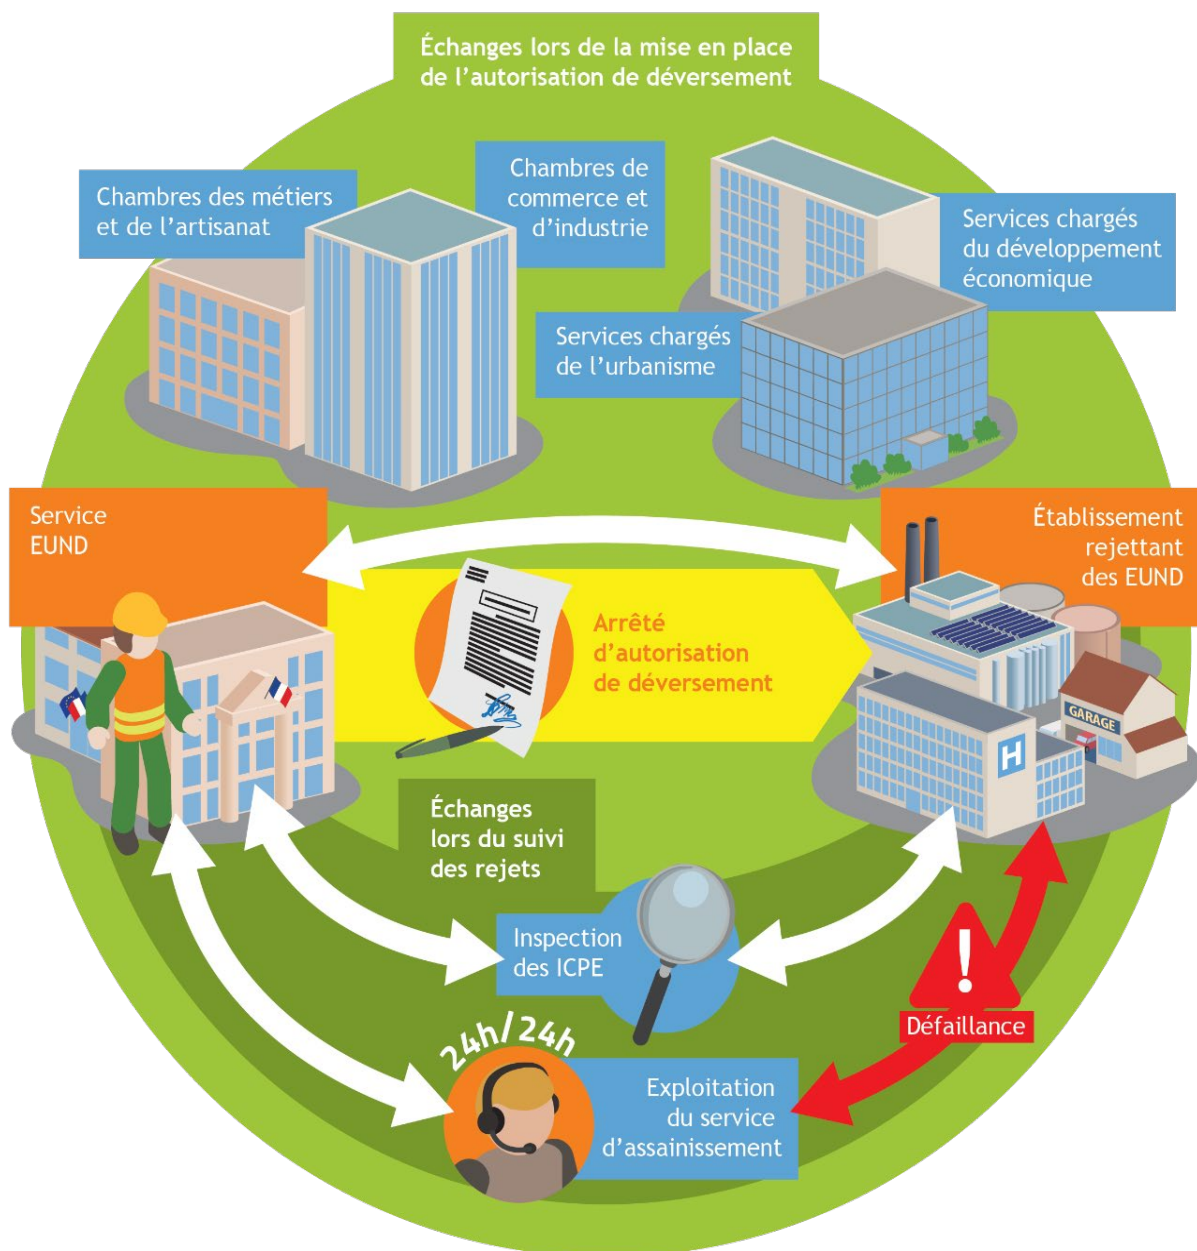 Échanges lors de la mise en place
de l’autorisation de déversement
Chambres des métiers
et de l’artisanat
Chambres de
commerce et
d’industrie
Services chargés
du développement
économique
Services chargés
de l’urbanisme
Service
EUND
Établissement
rejettant
des EUND
Arrêté
d’autorisation
de déversement
GARAGE
H
Échanges
lors du suivi
des rejets
Inspection
des ICPE
!
Défaillance
24h/24h
Exploitation
du service
d’assainissement